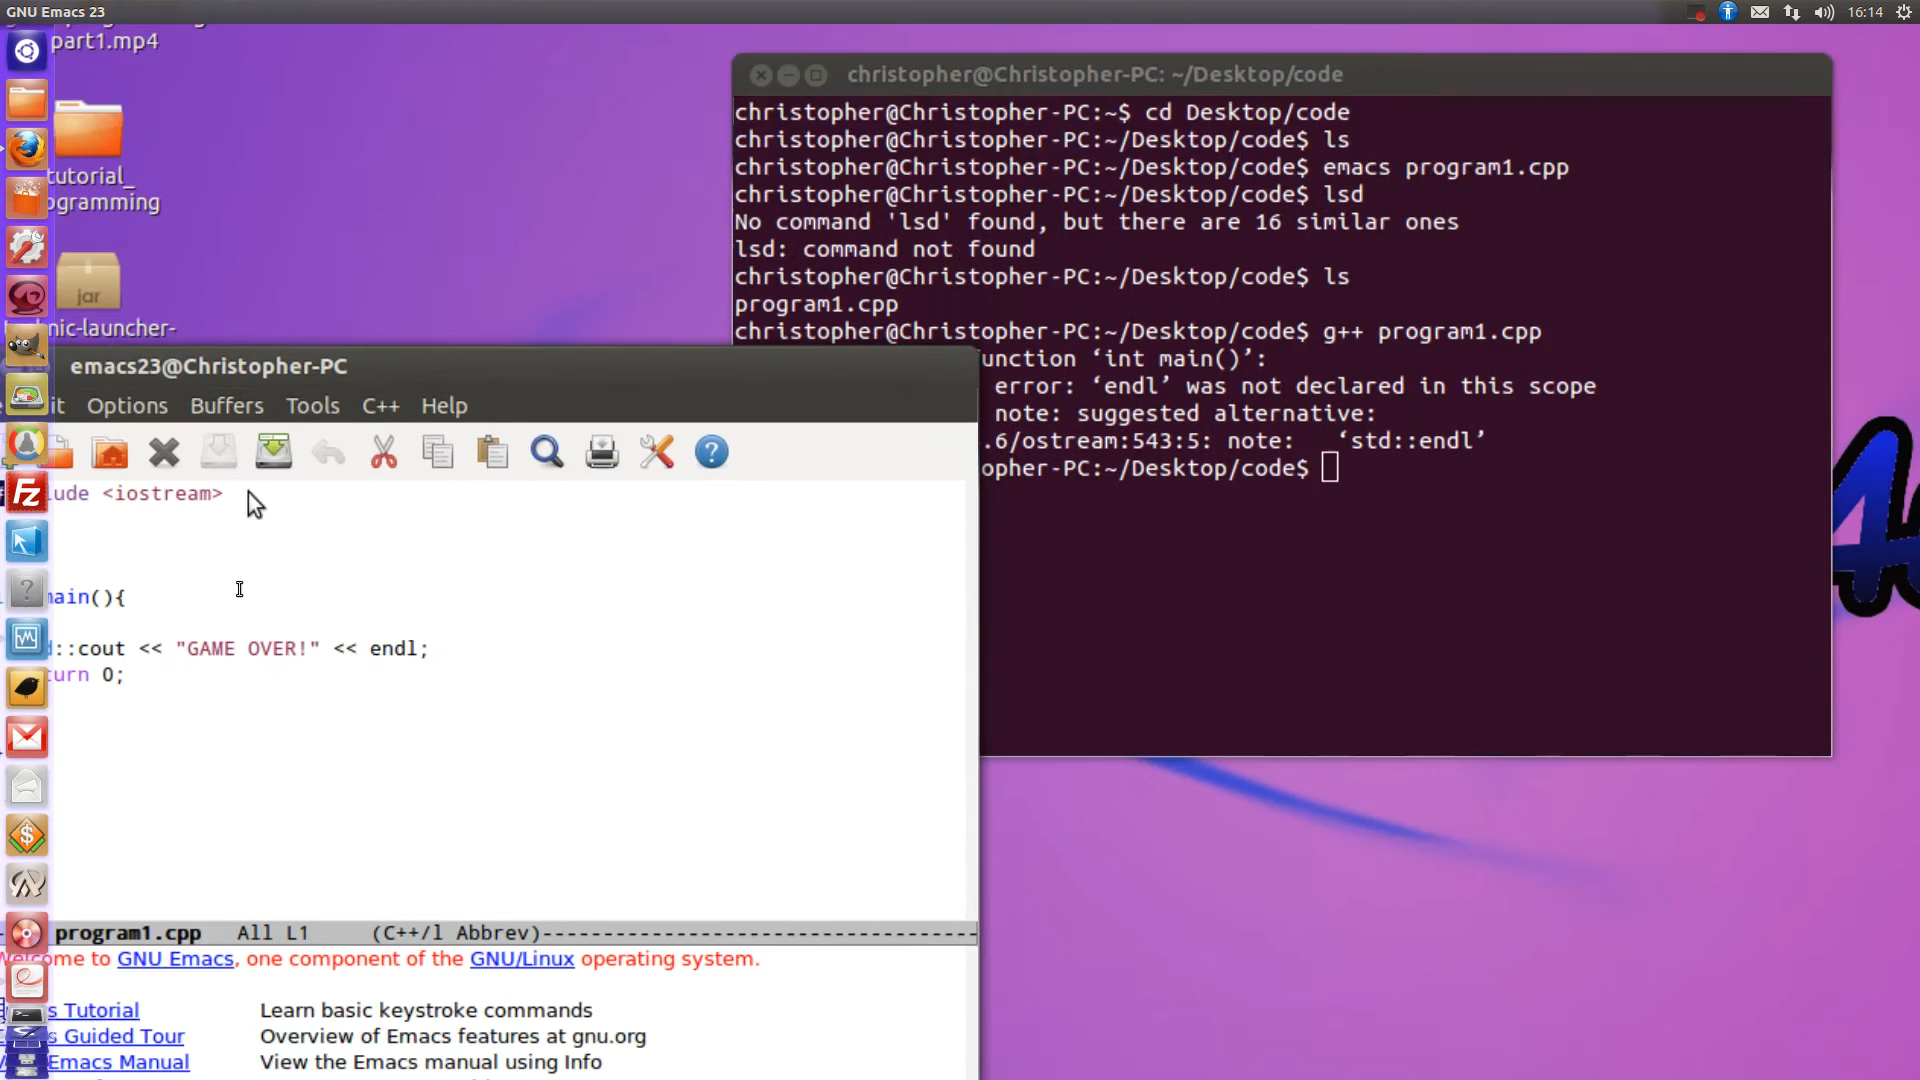 GNU Emacs 23
16:14
part1.mp4
tutorial_
ogramming
jar
nic-launcher-
christopher@Christopher-PC: ~/Desktop/code
christopher@Christopher-PC:~$ cd Desktop/code
christopher@Christopher-PC:~/Desktop/code$ ls
christopher@Christopher-PC:~/Desktop/code$ emacs program1.cpp
christopher@Christopher-PC:~/Desktop/code$ lsd
No command 'lsd' found, but there are 16 similar ones
lsd: command not found
christopher@Christopher-PC:~/Desktop/code$ ls
program1.cpp
christopher@Christopher-PC:~/Desktop/code$ g++ program1.cpp
unction ‘int main()’:
error: ‘endl’ was not declared in this scope
note: suggested alternative:
.6/ostream:543:5: note:   ‘std::endl’
opher-PC:~/Desktop/code$
emacs23@Christopher-PC
it Options Buffers Tools C++ Help
lude <iostream>
main(){
d::cout << "GAME OVER!" << endl;
turn 0;
program1.cpp   All L1   (C++/l Abbrev)------------------------------------
Welcome to GNU Emacs, one component of the GNU/Linux operating system.
s Tutorial Learn basic keystroke commands
s Guided Tour Overview of Emacs features at gnu.org
Emacs Manual View the Emacs manual using Info